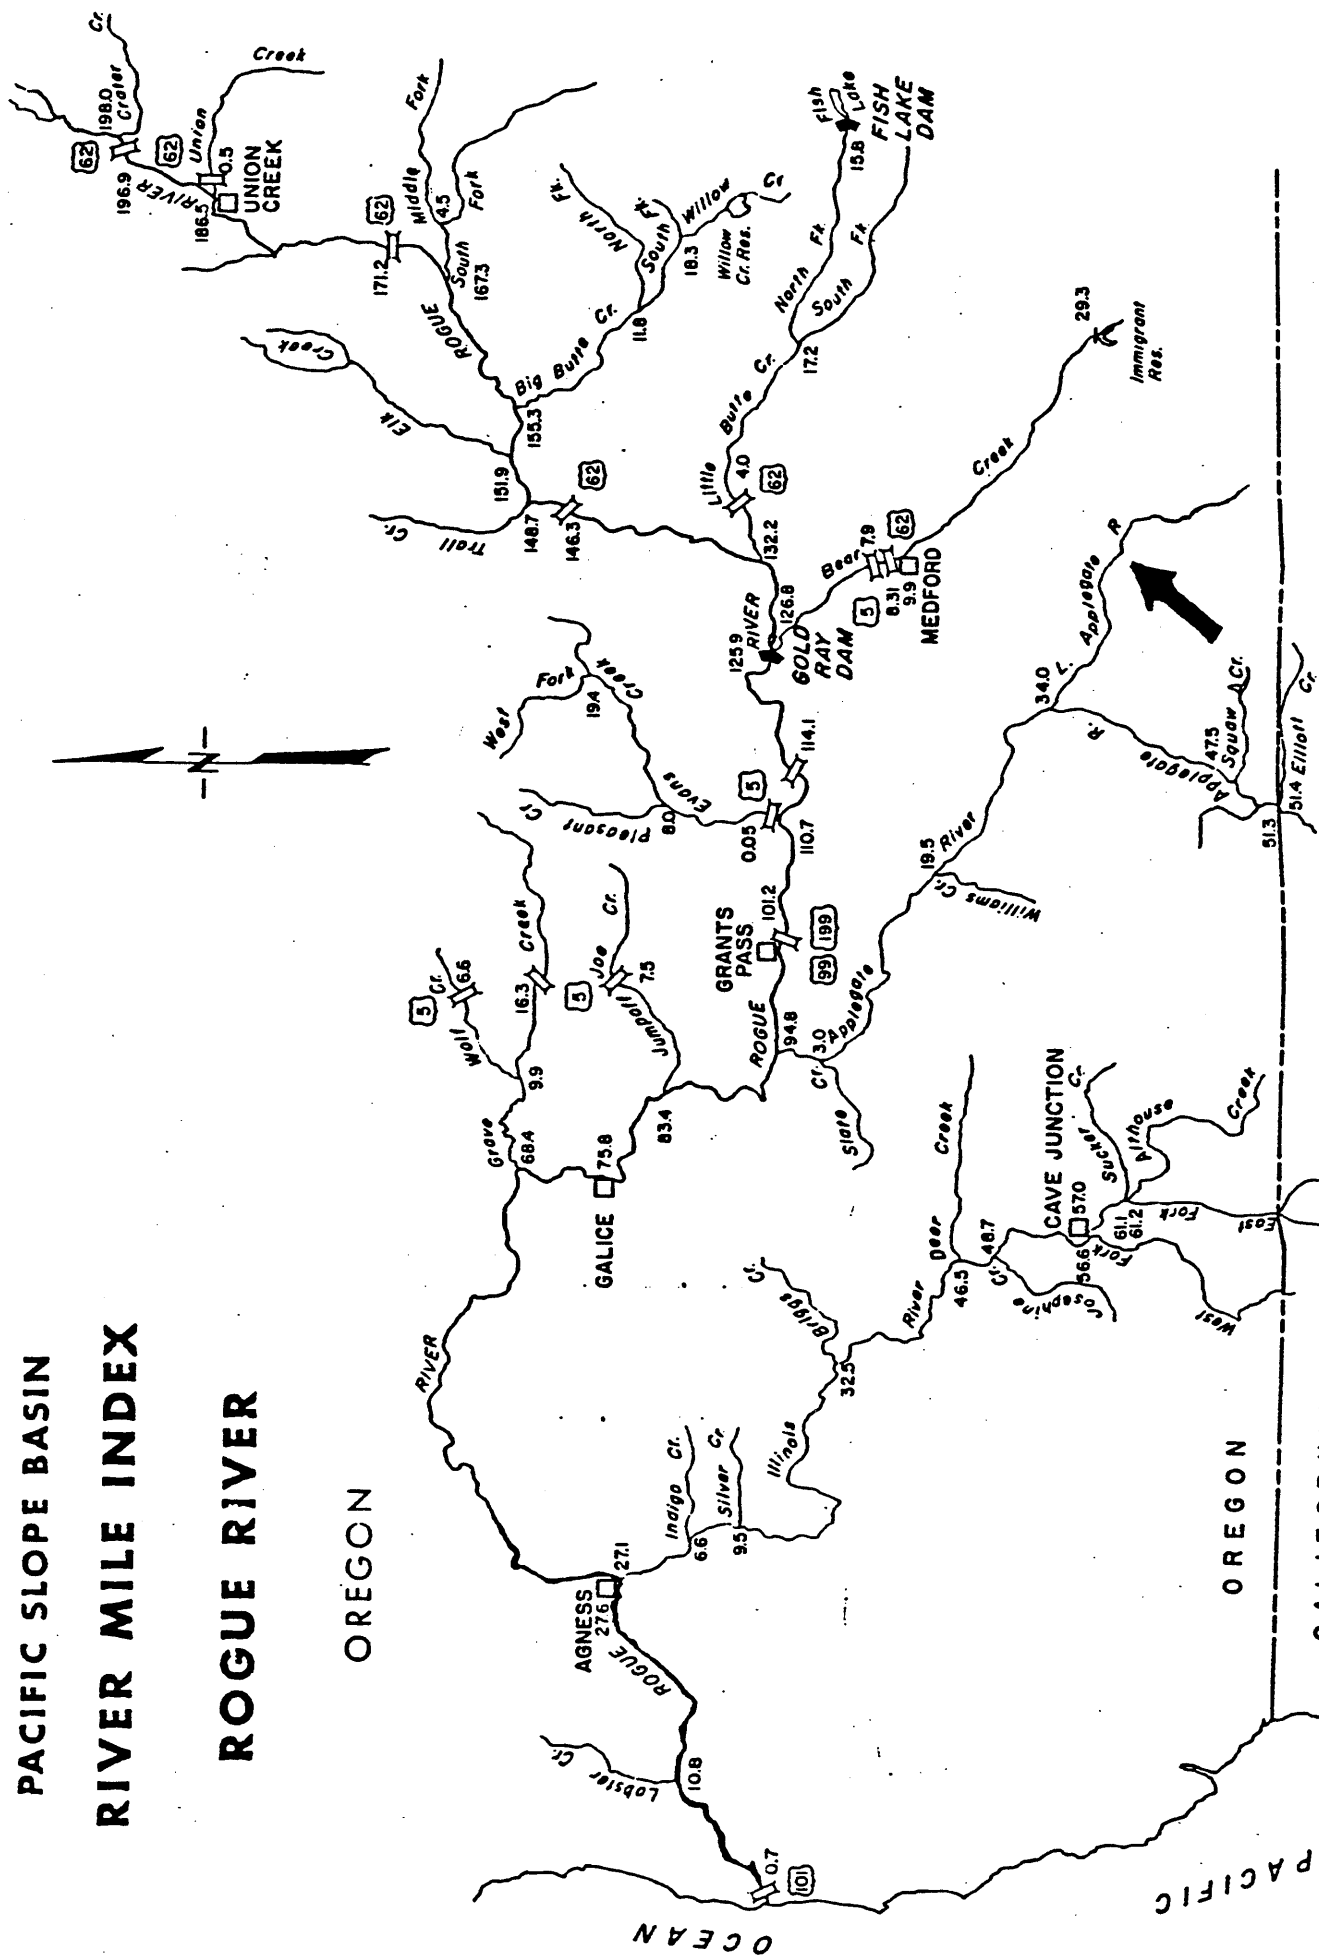 PACIFIC SLOPE BASIN
RIVER MILE INDEX
ROGUE RIVER
OREGON
N
OCEAN
PACIFIC
101
0.7
Lobster Cr.
10.8
ROGUE
AGNESS
27.6
27.1
Indigo Cr.
6.6
Silver Cr.
9.5
Illinois
Briggs Cr.
32.5
River
46.5
Deer Creek
48.7
Josephine Cr.
CAVE JUNCTION
57.0
56.6
61.1
61.2
Sucker Cr.
Althouse Creek
East Fork
West Fork
RIVER
GALICE
75.8
68.4
Grave Creek
9.9
Wolf Cr.
6.6
5
16.3
5
Jumpoff Joe Cr.
7.5
83.4
ROGUE
94.8
3.0
Slate Cr.
Applegate River
19.5
Williams Cr.
34.0
L. Applegate R
Applegate R.
47.5
Squaw Cr.
51.3
51.4
Elliott Cr.
GRANTS PASS
101.2
99
199
110.7
0.05
5
114.1
Evans Creek
8.0
Pleasant Cr
19.4
West Fork
125.9
RIVER
GOLD RAY DAM
126.8
Bear Creek
5
8.31
7.9
62
9.9
MEDFORD
29.3
Immigrant Res.
132.2
Little Butte Cr.
4.0
62
17.2
North Fk.
South Fk.
15.8
Fish Lake
FISH LAKE DAM
146.3
62
148.7
Trail Cr.
151.9
Elk Creek
155.3
Big Butte Cr.
11.8
North Fk.
South Fk.
18.3
Willow Cr
Willow Cr. Res.
ROGUE
167.3
South Fork
4.5
Middle Fork
171.2
62
186.5
UNION CREEK
0.5
Union Creek
62
RIVER
196.9
62
198.0
Crater Cr.
OREGON